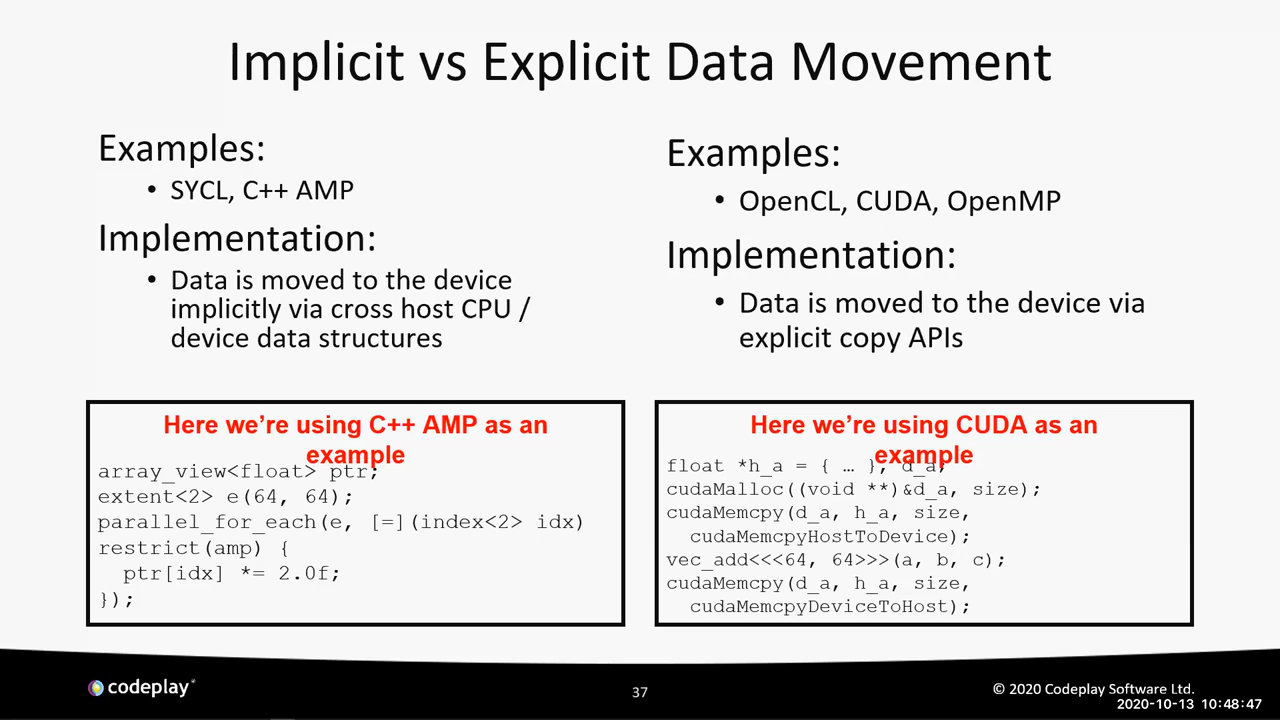 Implicit vs Explicit Data Movement
Examples:
• SYCL, C++ AMP
Implementation:
• Data is moved to the device
implicitly via cross host CPU /
device data structures
Here we're using C++ AMP as an
example
array_view<float> ptr;
extent<2> e(64, 64);
parallel_for_each(e, [=](index<2> idx)
restrict(amp) {
ptr[idx] *= 2.0f;
});
Examples:
• OpenCL, CUDA, OpenMP
Implementation:
• Data is moved to the device via
explicit copy APIs
Here we're using CUDA as an
example
float *h_a = { … }, d_a;
cudaMalloc((void **)&d_a, size);
cudaMemcpy(d_a, h_a, size,
cudaMemcpyHostToDevice);
vec_add<<<64, 64>>>(a, b, c);
cudaMemcpy(d_a, h_a, size,
cudaMemcpyDeviceToHost);
codeplay®
37
© 2020 Codeplay Software Ltd.
2020-10-13 10:48:47